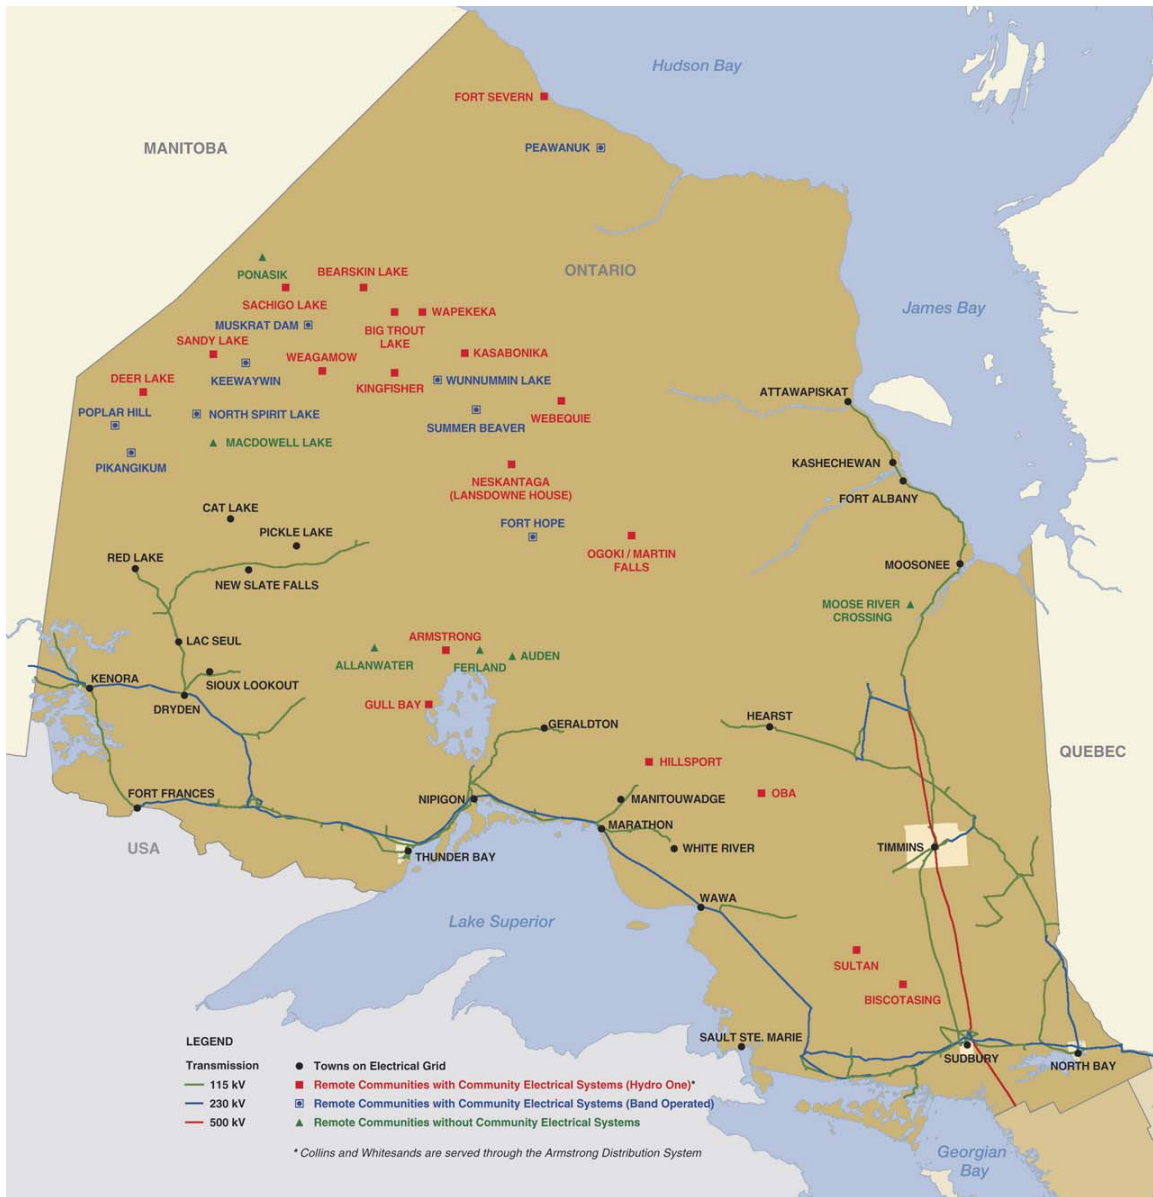 Hudson Bay
FORT SEVERN
MANITOBA
PEAWANUK
PONASIK
BEARSKIN LAKE
ONTARIO
SACHIGO LAKE
WAPEKEKA
James Bay
MUSKRAT DAM
BIG TROUT
LAKE
SANDY LAKE
WEAGAMOW
KASABONIKA
KEEWAYWIN
KINGFISHER
WUNNUMMIN LAKE
DEER LAKE
ATTAWAPISKAT
POPLAR HILL
NORTH SPIRIT LAKE
SUMMER BEAVER
WEBEQUIE
MACDOWELL LAKE
PIKANGIKUM
KASHECHEWAN
NESKANTAGA
(LANSDOWNE HOUSE)
FORT ALBANY
CAT LAKE
FORT HOPE
PICKLE LAKE
RED LAKE
OGOKI / MARTIN
FALLS
NEW SLATE FALLS
MOOSONEE
MOOSE RIVER
CROSSING
LAC SEUL
ARMSTRONG
ALLANWATER
FERLAND
AUDEN
KENORA
SIOUX LOOKOUT
DRYDEN
GULL BAY
GERALDTON
HEARST
QUEBEC
HILLSPORT
FORT FRANCES
NIPIGON
MANITOUWADGE
OBA
MARATHON
USA
THUNDER BAY
WHITE RIVER
TIMMINS
WAWA
Lake Superior
SULTAN
BISCOTASING
SAULT STE. MARIE
SUDBURY
NORTH BAY
Georgian
Bay
LEGEND
Transmission
115 kV
230 kV
500 kV
Towns on Electrical Grid
Remote Communities with Community Electrical Systems (Hydro One)*
Remote Communities with Community Electrical Systems (Band Operated)
Remote Communities without Community Electrical Systems
* Collins and Whitesands are served through the Armstrong Distribution System